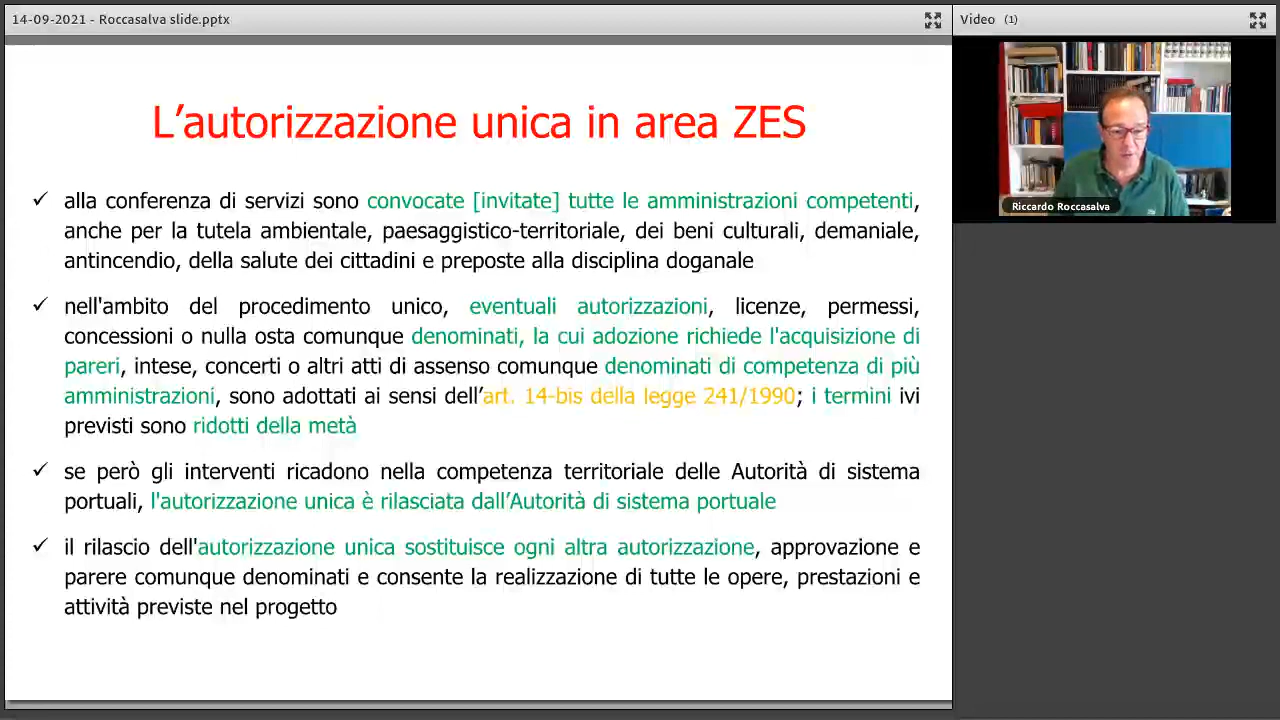 14-09-2021 - Roccasalva slide.pptx
Video (1)
L'autorizzazione unica in area ZES
✓ alla conferenza di servizi sono convocate [invitate] tutte le amministrazioni competenti,
anche per la tutela ambientale, paesaggistico-territoriale, dei beni culturali, demaniale,
antincendio, della salute dei cittadini e preposte alla disciplina doganale
✓ nell'ambito del procedimento unico, eventuali autorizzazioni, licenze, permessi,
concessioni o nulla osta comunque denominati, la cui adozione richiede l'acquisizione di
pareri, intese, concerti o altri atti di assenso comunque denominati di competenza di più
amministrazioni, sono adottati ai sensi dell'art. 14-bis della legge 241/1990; i termini ivi
previsti sono ridotti della metà
✓ se però gli interventi ricadono nella competenza territoriale delle Autorità di sistema
portuali, l'autorizzazione unica è rilasciata dall'Autorità di sistema portuale
✓ il rilascio dell'autorizzazione unica sostituisce ogni altra autorizzazione, approvazione e
parere comunque denominati e consente la realizzazione di tutte le opere, prestazioni e
attività previste nel progetto
Riccardo Roccasalva